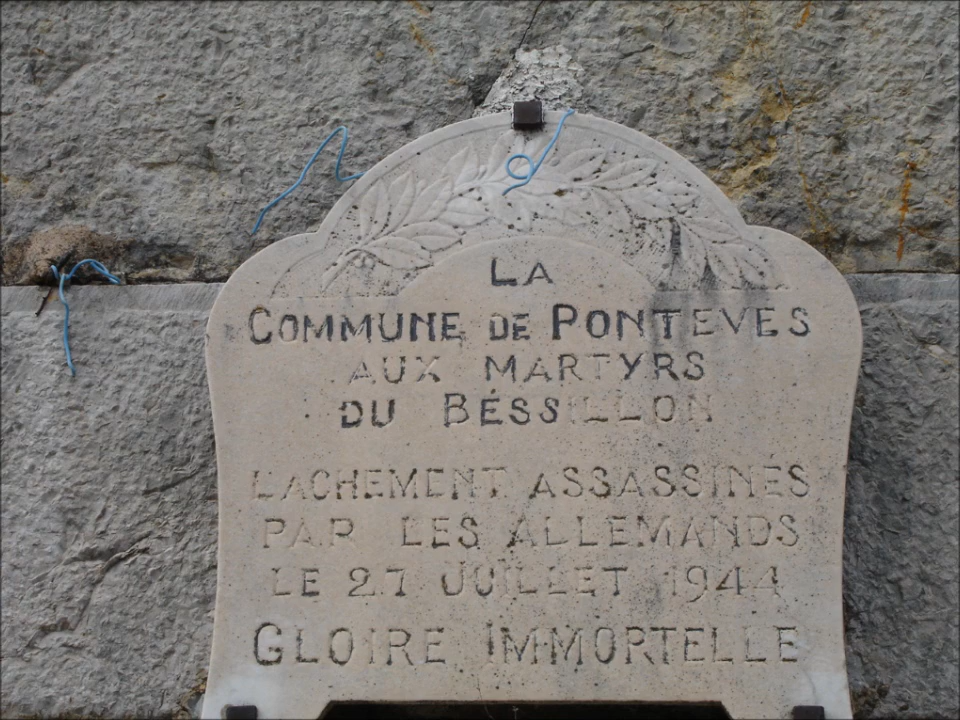 LA
COMMUNE DE PONTEVES
AUX MARTYRS
DU BÉSSILLON
LACHEMENT ASSASSINÉS
PAR LES ALLEMANDS
LE 27 JUILLET 1944
GLOIRE IMMORTELLE